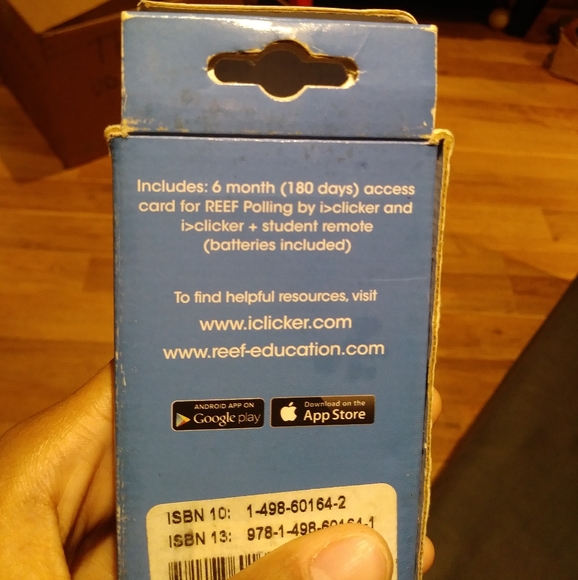 Includes: 6 month (180 days) access
card for REEF Polling by i>clicker and
i>clicker + student remote
(batteries included)
To find helpful resources, visit
www.iclicker.com
www.reef-education.com
ANDROID APP ON
Google play
Download on the
App Store
ISBN 10: 1-498-60164-2
ISBN 13: 978-1-498-60164-1